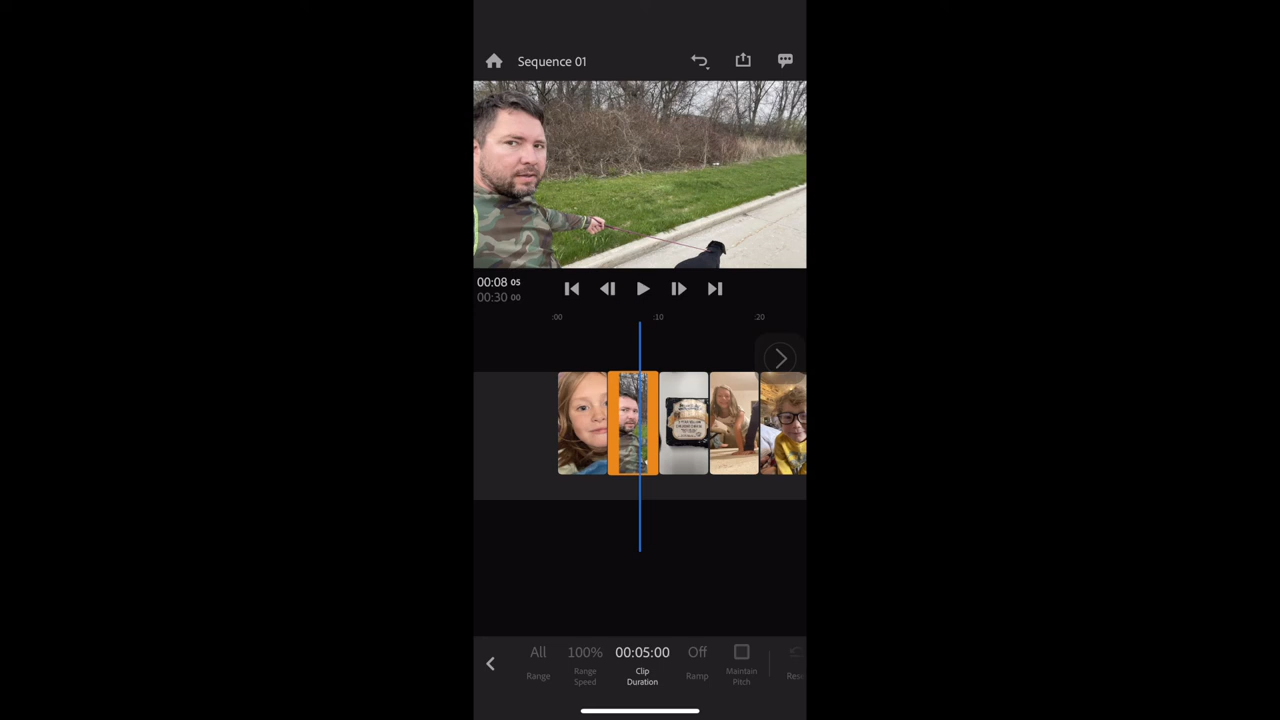 Sequence 01
00:08 05
00:30 00
:00
:10
:20
All
100%
00:05:00
Off
Range
Range
Speed
Clip
Duration
Ramp
Maintain
Pitch
Res